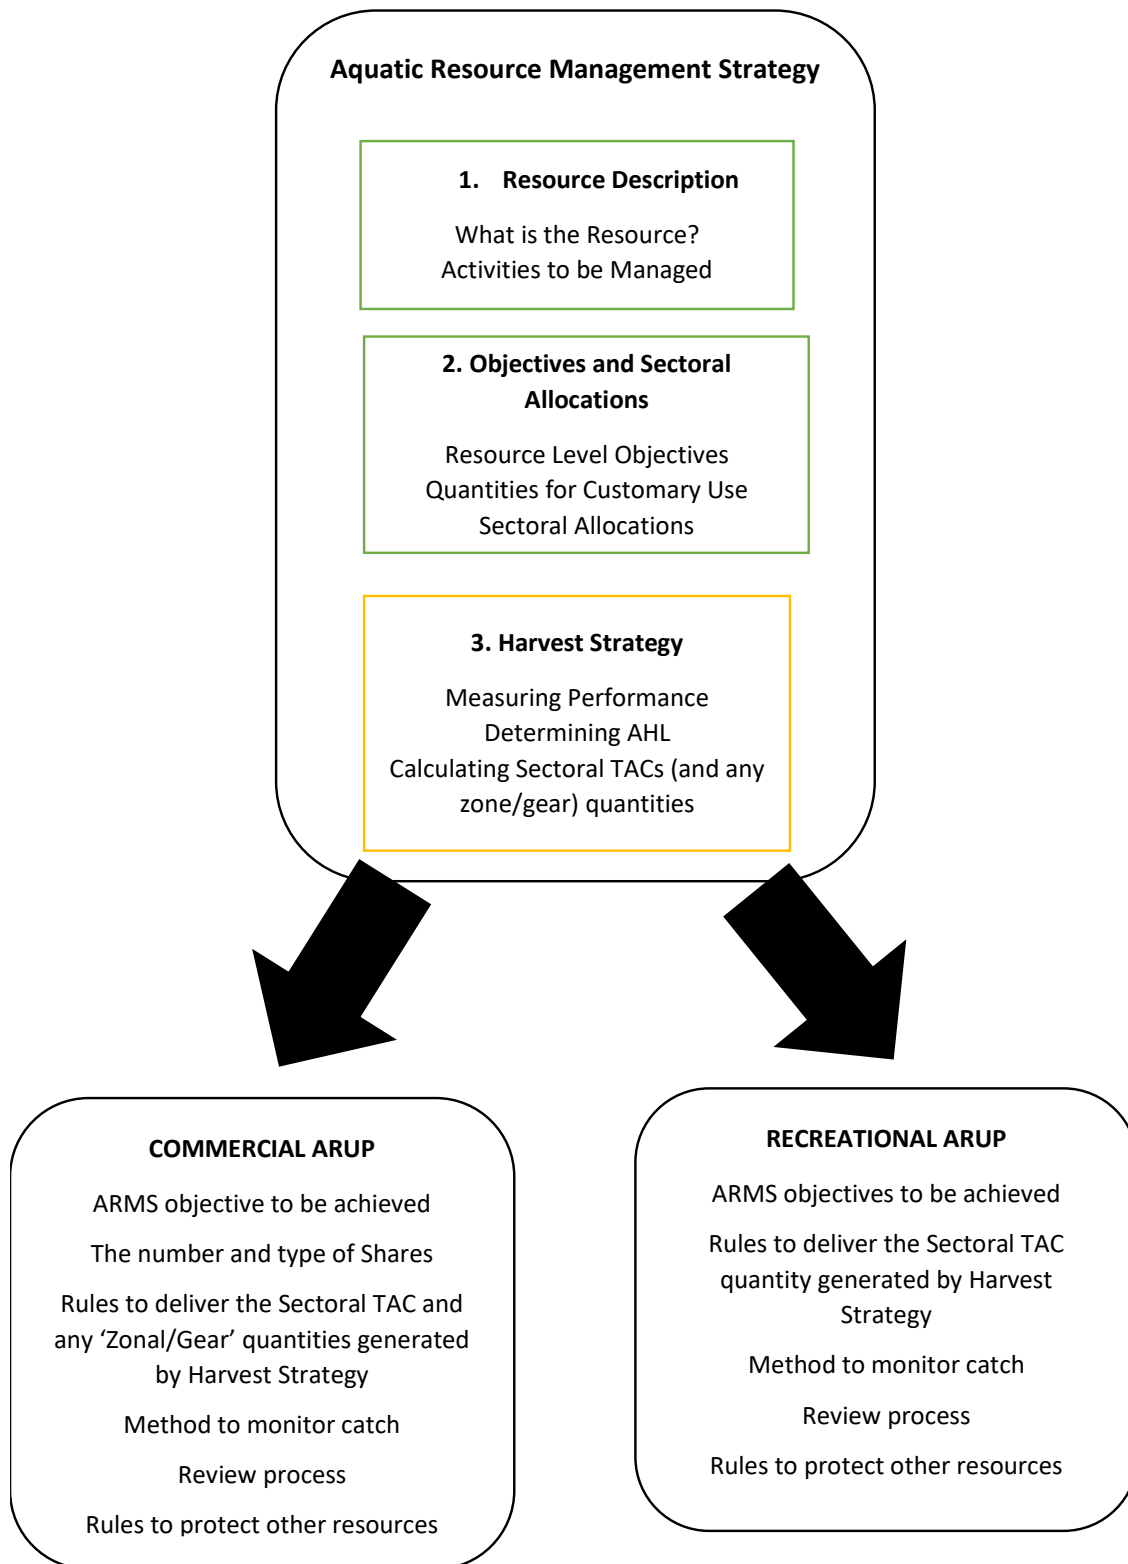 Aquatic Resource Management Strategy
1. Resource Description
What is the Resource?
Activities to be Managed
2. Objectives and Sectoral
Allocations
Resource Level Objectives
Quantities for Customary Use
Sectoral Allocations
3. Harvest Strategy
Measuring Performance
Determining AHL
Calculating Sectoral TACs (and any
zone/gear) quantities
COMMERCIAL ARUP
ARMS objective to be achieved
The number and type of Shares
Rules to deliver the Sectoral TAC and
any ‘Zonal/Gear’ quantities generated
by Harvest Strategy
Method to monitor catch
Review process
Rules to protect other resources
RECREATIONAL ARUP
ARMS objectives to be achieved
Rules to deliver the Sectoral TAC
quantity generated by Harvest
Strategy
Method to monitor catch
Review process
Rules to protect other resources